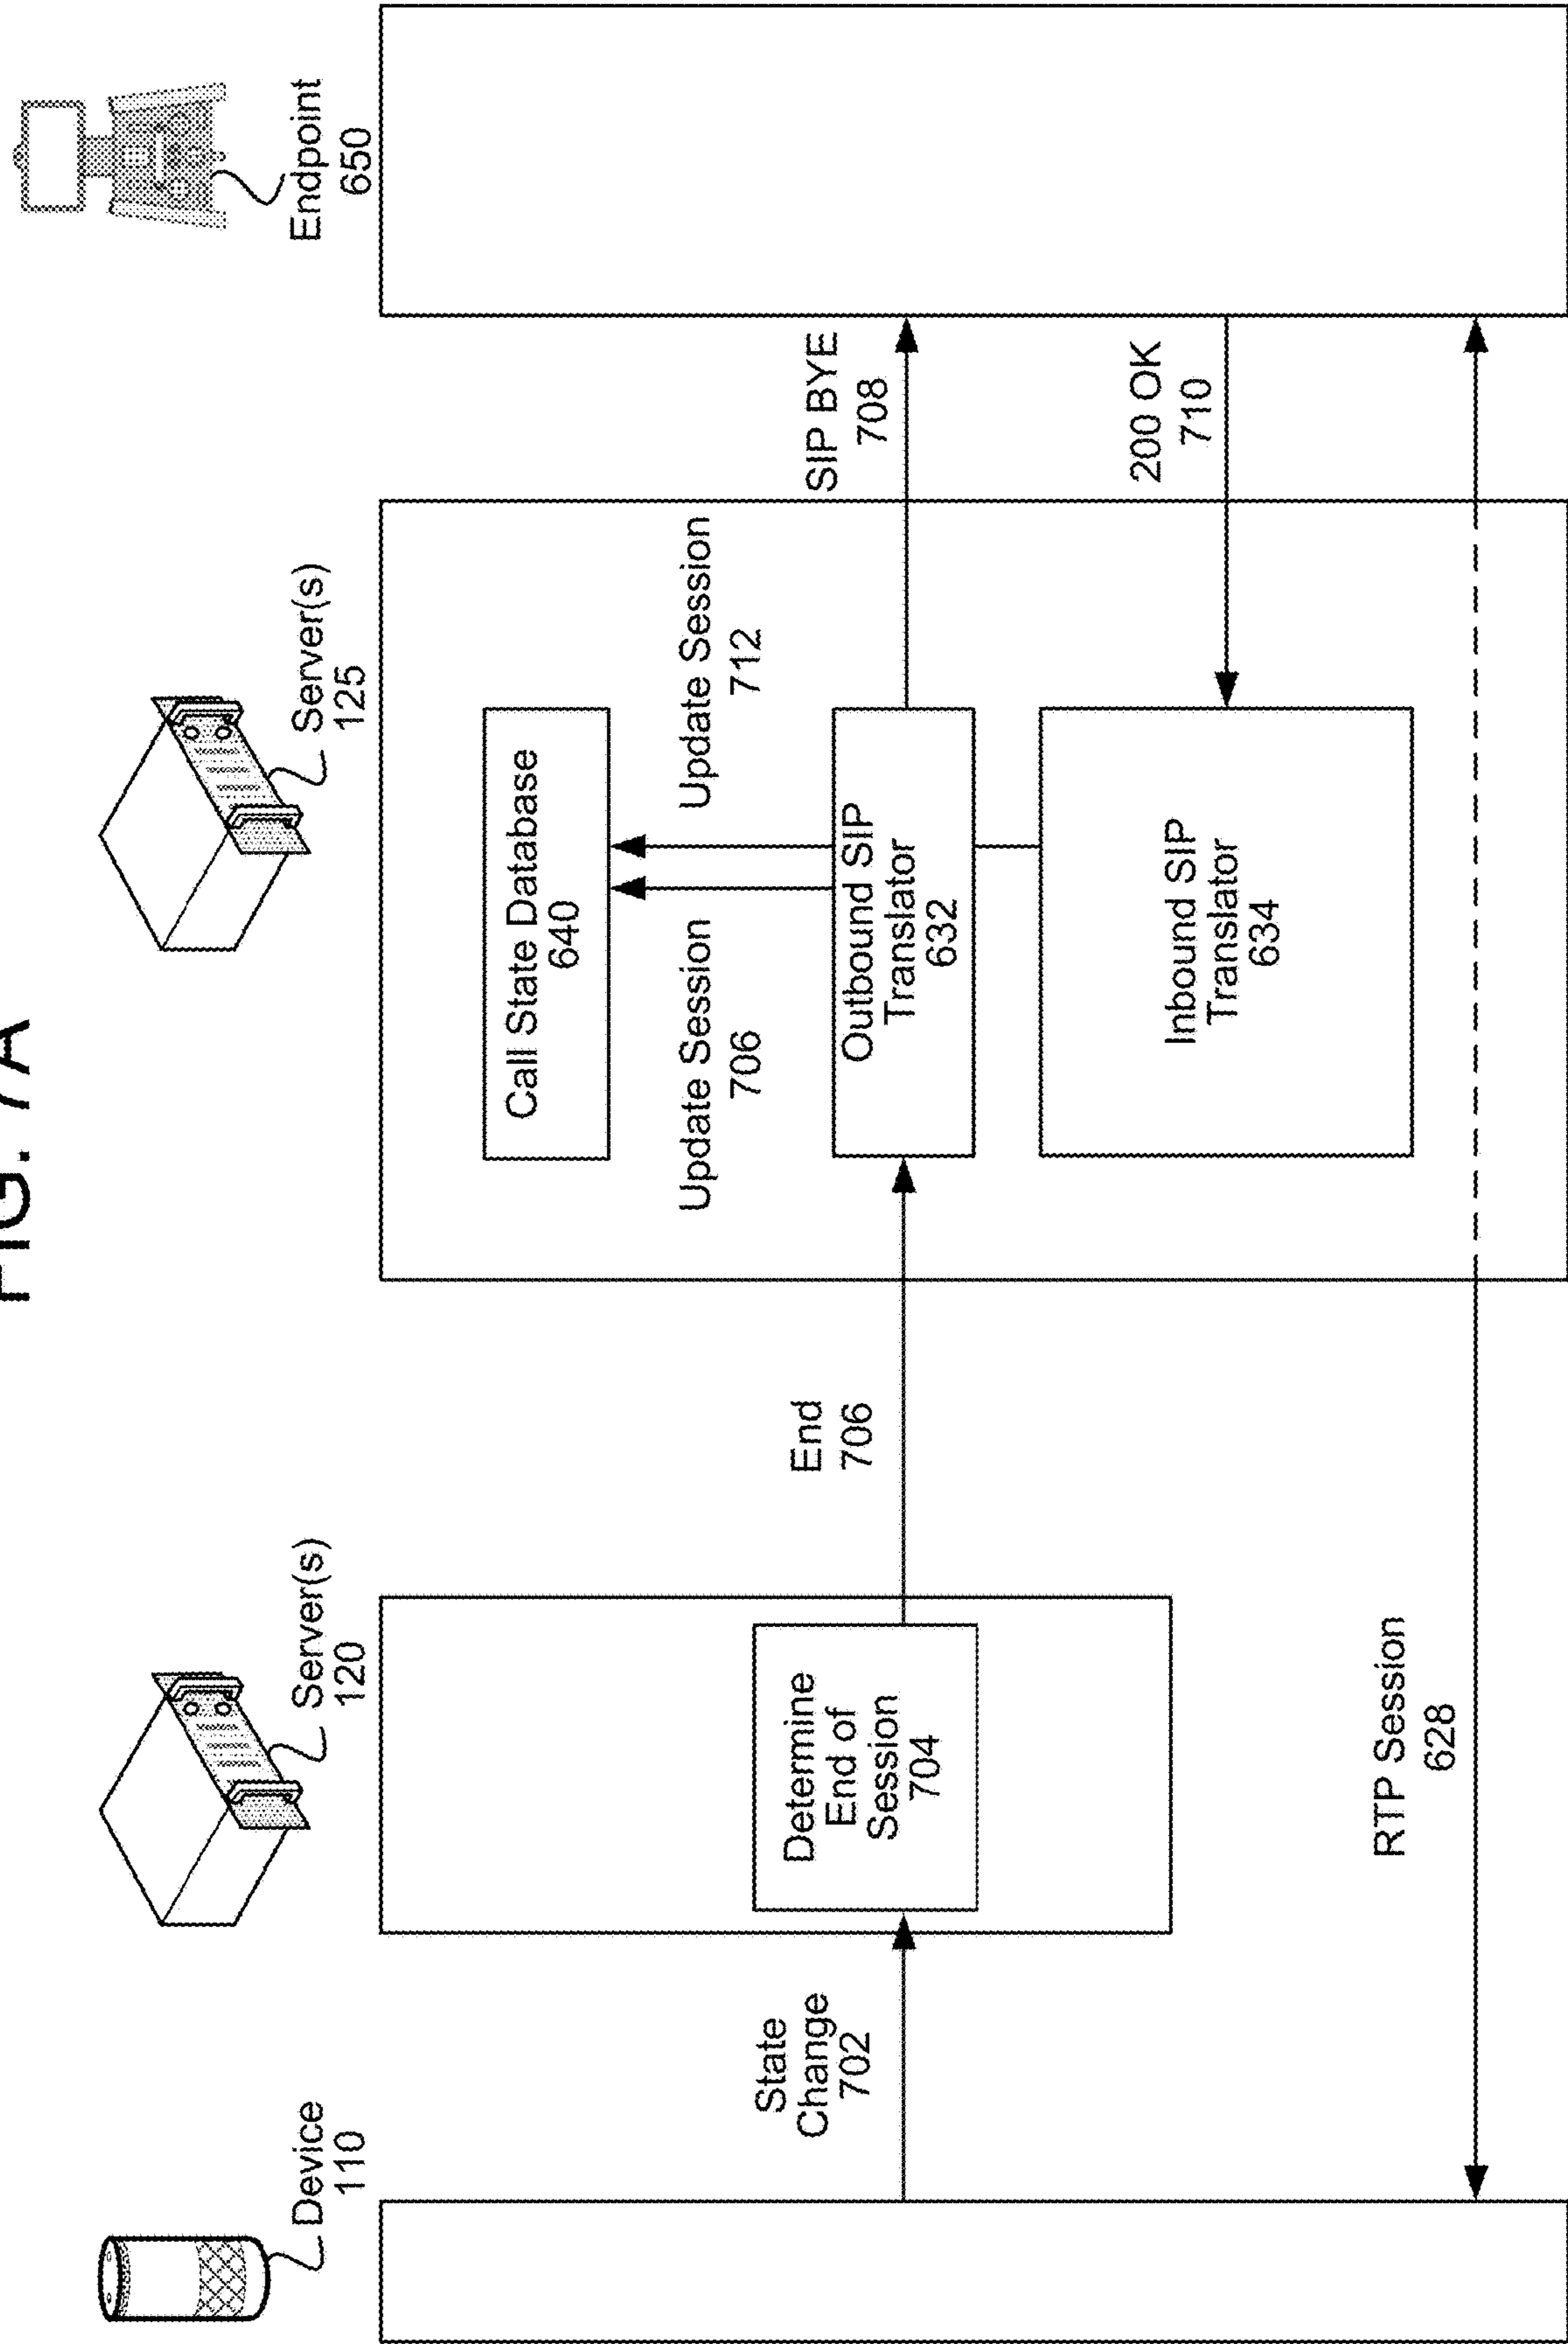 FIG. 7A
Device
110
Server(s)
120
Server(s)
125
Endpoint
650
Call State Database
640
Update Session
706
Update Session
712
State
Change
702
Determine
End of
Session
704
End
706
Outbound SIP
Translator
632
SIP BYE
708
Inbound SIP
Translator
634
200 OK
710
RTP Session
628